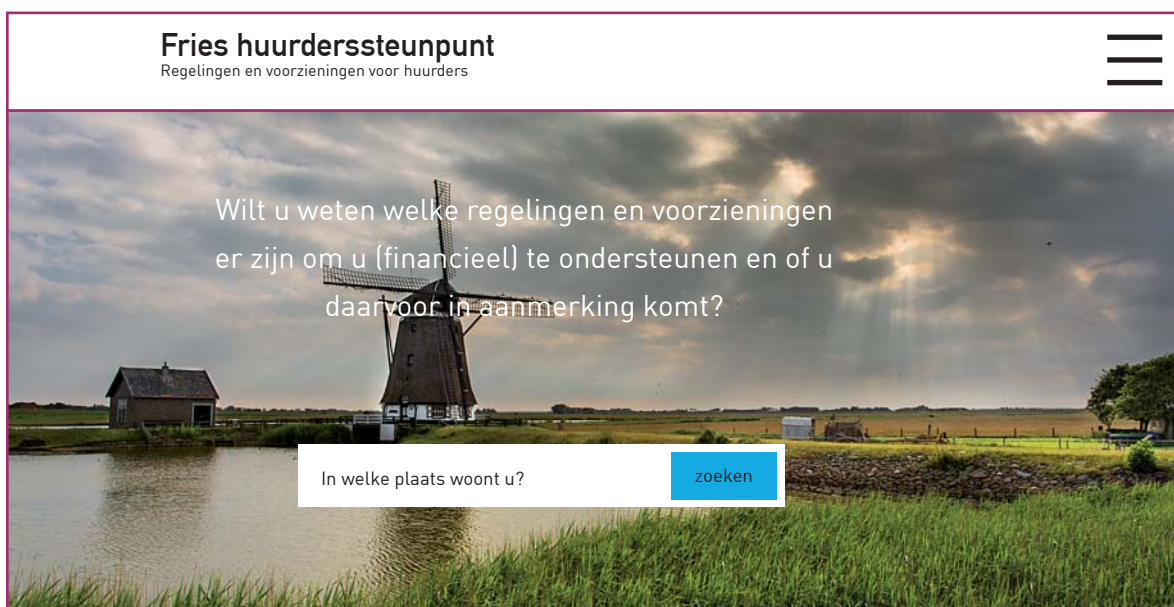 Fries huurderssteunpunt
Regelingen en voorzieningen voor huurders
Wilt u weten welke regelingen en voorzieningen
er zijn om u (financieel) te ondersteunen en of u
daarvoor in aanmerking komt?
In welke plaats woont u?
zoeken